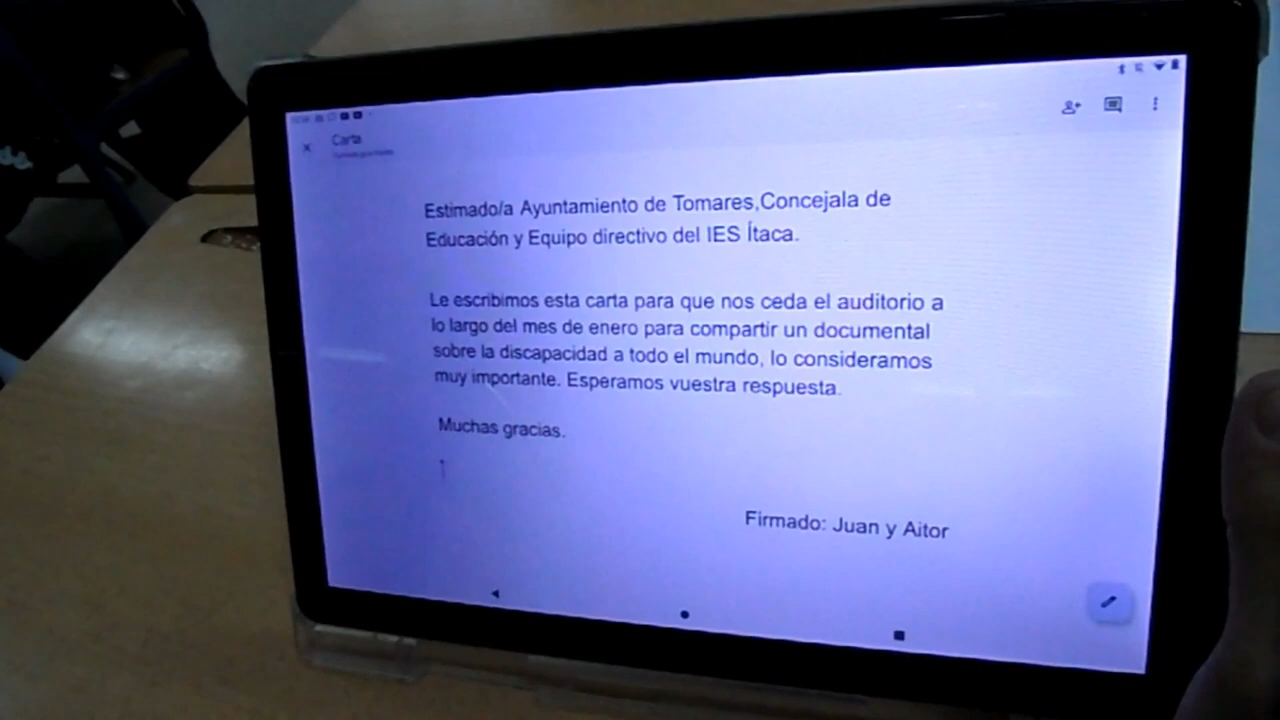 Carta
Estimado/a Ayuntamiento de Tomares,Concejala de
Educación y Equipo directivo del IES Ítaca.
Le escribimos esta carta para que nos ceda el auditorio a
lo largo del mes de enero para compartir un documental
sobre la discapacidad a todo el mundo, lo consideramos
muy importante. Esperamos vuestra respuesta.
Muchas gracias.
Firmado: Juan y Aitor